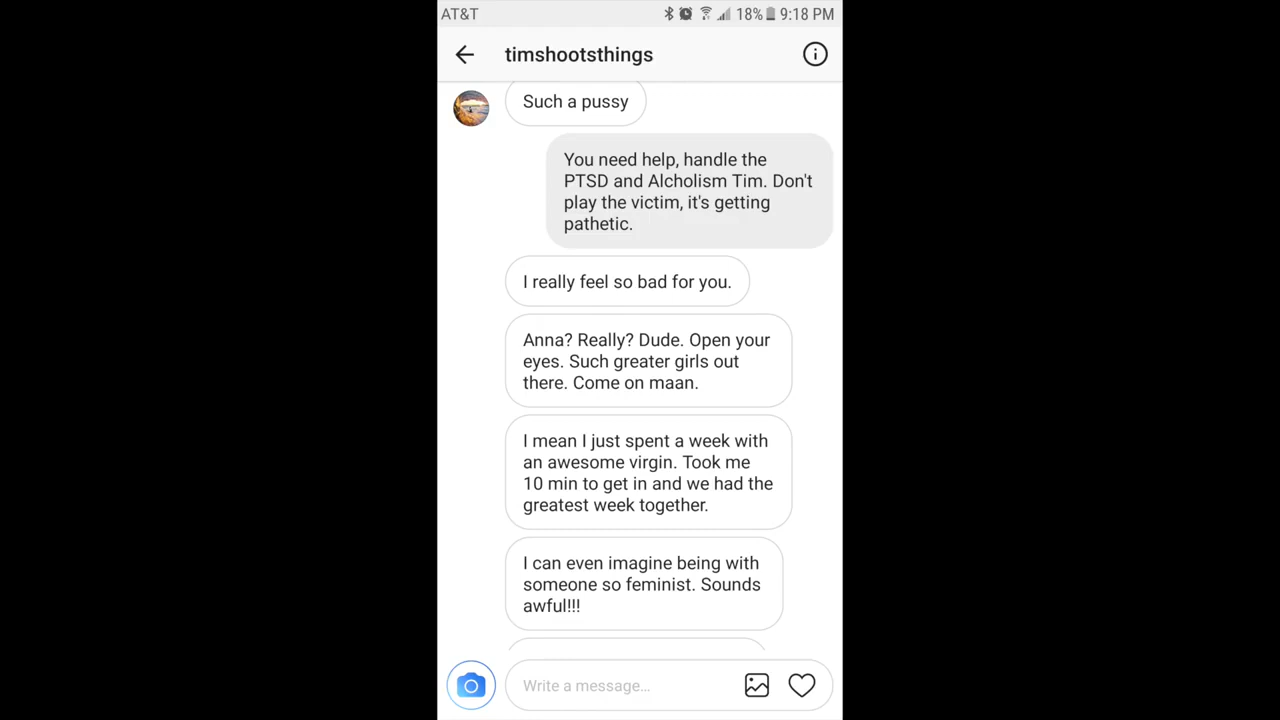 AT&T 18% 9:18 PM
timshootsthings
Such a pussy
You need help, handle the
PTSD and Alcholism Tim. Don't
play the victim, it's getting
pathetic.
I really feel so bad for you.
Anna? Really? Dude. Open your
eyes. Such greater girls out
there. Come on maan.
I mean I just spent a week with
an awesome virgin. Took me
10 min to get in and we had the
greatest week together.
I can even imagine being with
someone so feminist. Sounds
awful!!!
Write a message...